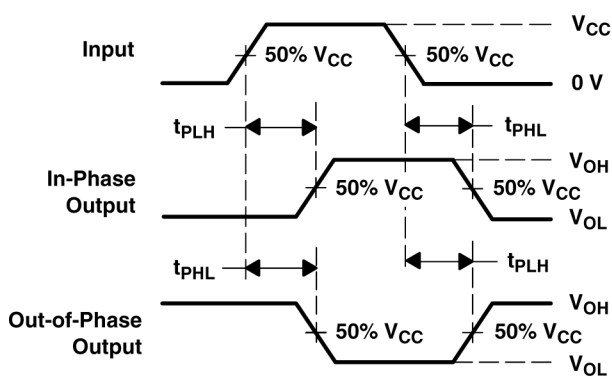 VCC
Input
50% VCC
50% VCC
0 V
tPLH
tPHL
VOH
In-Phase
Output
50% VCC
50% VCC
VOL
tPHL
tPLH
VOH
Out-of-Phase
Output
50% VCC
50% VCC
VOL